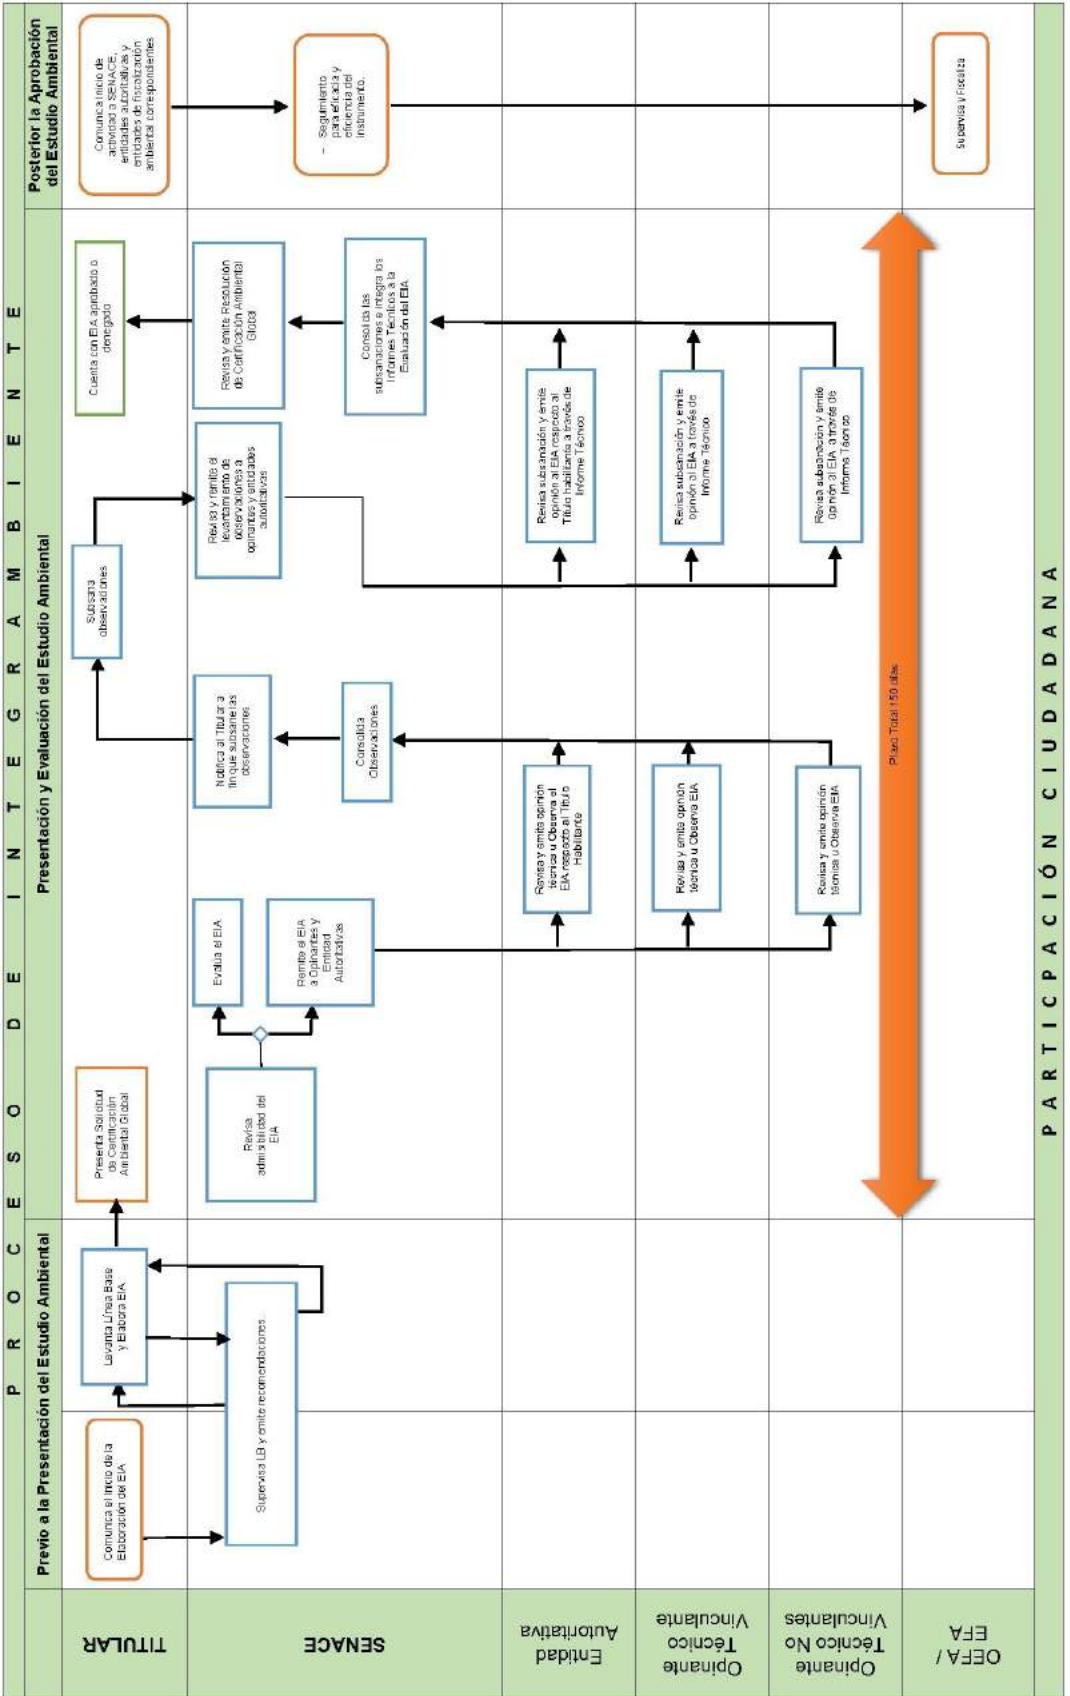 P R O C E S O D E I N T E G R A M B I E N T E
Previo a la Presentación del Estudio Ambiental
Presentación y Evaluación del Estudio Ambiental
Posterior la Aprobación
del Estudio Ambiental
TITULAR
Comunica el Inicio de la
Elaboración del EIA
Levanta Línea Base
y Elabora EIA
Presenta Solicitud
de Certificación
Ambiental Global
Subsana
observaciones
Cuenta con EIA aprobado o
denegado
Comunica inicio de
actividad a SENACE,
entidades autoritativas y
entidades de fiscalización
ambiental correspondientes
SENACE
Supervisa LB y emite recomendaciones.
Revisa
admisibilidad del
EIA
Evalúa el EIA
Remite el EIA
a Opinantes y
Entidad
Autoritativas
Notifica al Titular a
fin que subsane las
observaciones
Consolida
Observaciones
Revisa y remite el
levantamiento de
observaciones a
opinantes y entidades
autoritativas
Revisa y emite Resolución
de Certificación Ambiental
Global
Consolida las
subsanaciones e integra los
Informes Técnicos a la
Evaluación del EIA
– Seguimiento
para eficacia y
eficiencia del
instrumento.
Entidad
Autoritativa
Revisa y emite opinión
técnica u Observa el
EIA respecto al Título
Habilitante
Revisa subsanación y emite
opinión al EIA respecto al
Título habilitante a través de
Informe Técnico
Opinante
Técnico
Vinculante
Revisa y emite opinión
técnica u Observa EIA
Revisa subsanación y emite
opinión al EIA a través de
Informe Técnico
Opinante
Técnico No
Vinculantes
Revisa y emite opinión
técnica u Observa EIA
Revisa subsanación y emite
opinión al EIA a través de
Informe Técnico
Plazo Total 150 días
OEFA /
EFA
Supervisa y Fiscaliza
P A R T I C P A C I Ó N C I U D A D A N A